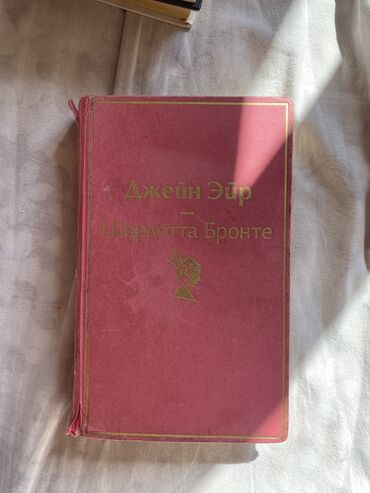 Джейн Эйр
—
Шарлотта Бронте